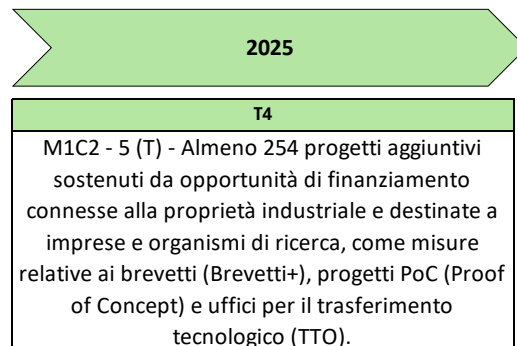 2025
T4
M1C2 - 5 (T) - Almeno 254 progetti aggiuntivi
sostenuti da opportunità di finanziamento
connesse alla proprietà industriale e destinate a
imprese e organismi di ricerca, come misure
relative ai brevetti (Brevetti+), progetti PoC (Proof
of Concept) e uffici per il trasferimento
tecnologico (TTO).